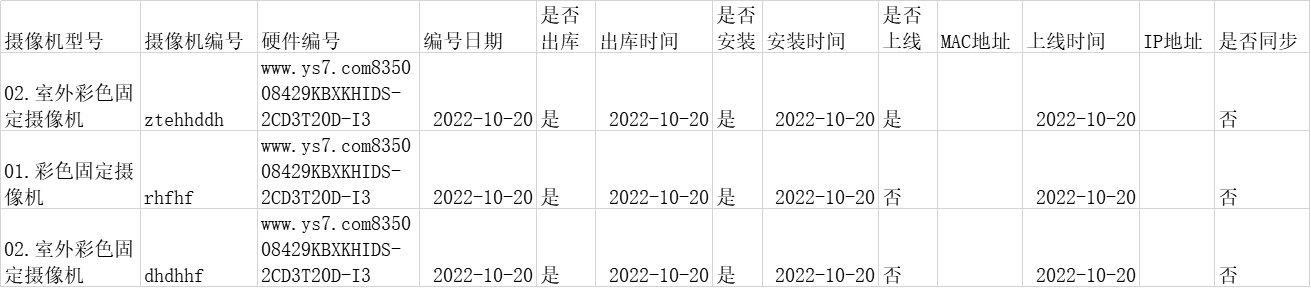 摄像机型号 摄像机编号 硬件编号 编号日期 是否出库 出库时间 是否安装 安装时间 是否上线 MAC地址 上线时间 IP地址 是否同步
02.室外彩色固定摄像机 ztehhddh www.ys7.com835008429KBXKHIDS-2CD3T20D-I3 2022-10-20 是 2022-10-20 是 2022-10-20 是 2022-10-20 否
01.彩色固定摄像机 rhfhf www.ys7.com835008429KBXKHIDS-2CD3T20D-I3 2022-10-20 是 2022-10-20 是 2022-10-20 否 2022-10-20 否
02.室外彩色固定摄像机 dhdhhf www.ys7.com835008429KBXKHIDS-2CD3T20D-I3 2022-10-20 是 2022-10-20 是 2022-10-20 否 2022-10-20 否